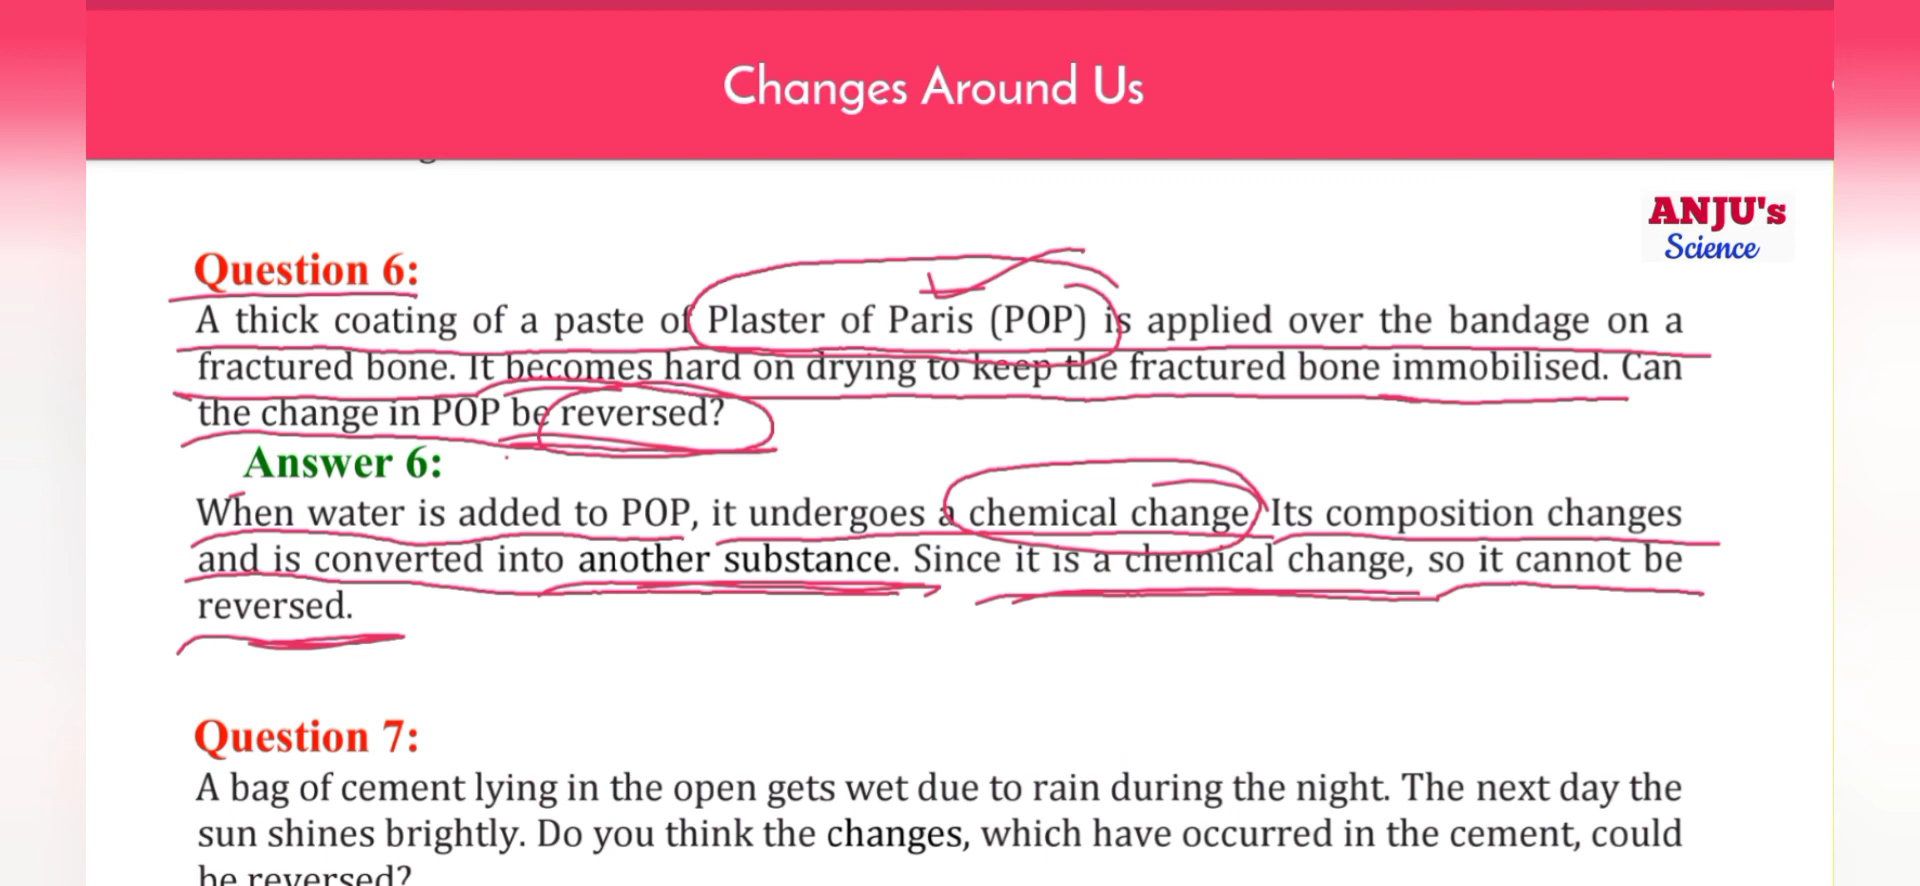 Changes Around Us
ANJU's
Science
Question 6:
A thick coating of a paste of Plaster of Paris (POP) is applied over the bandage on a
fractured bone. It becomes hard on drying to keep the fractured bone immobilised. Can
the change in POP be reversed?
Answer 6:
When water is added to POP, it undergoes a chemical change Its composition changes
and is converted into another substance. Since it is a chemical change, so it cannot be
reversed.
Question 7:
A bag of cement lying in the open gets wet due to rain during the night. The next day the
sun shines brightly. Do you think the changes, which have occurred in the cement, could
be reversed?